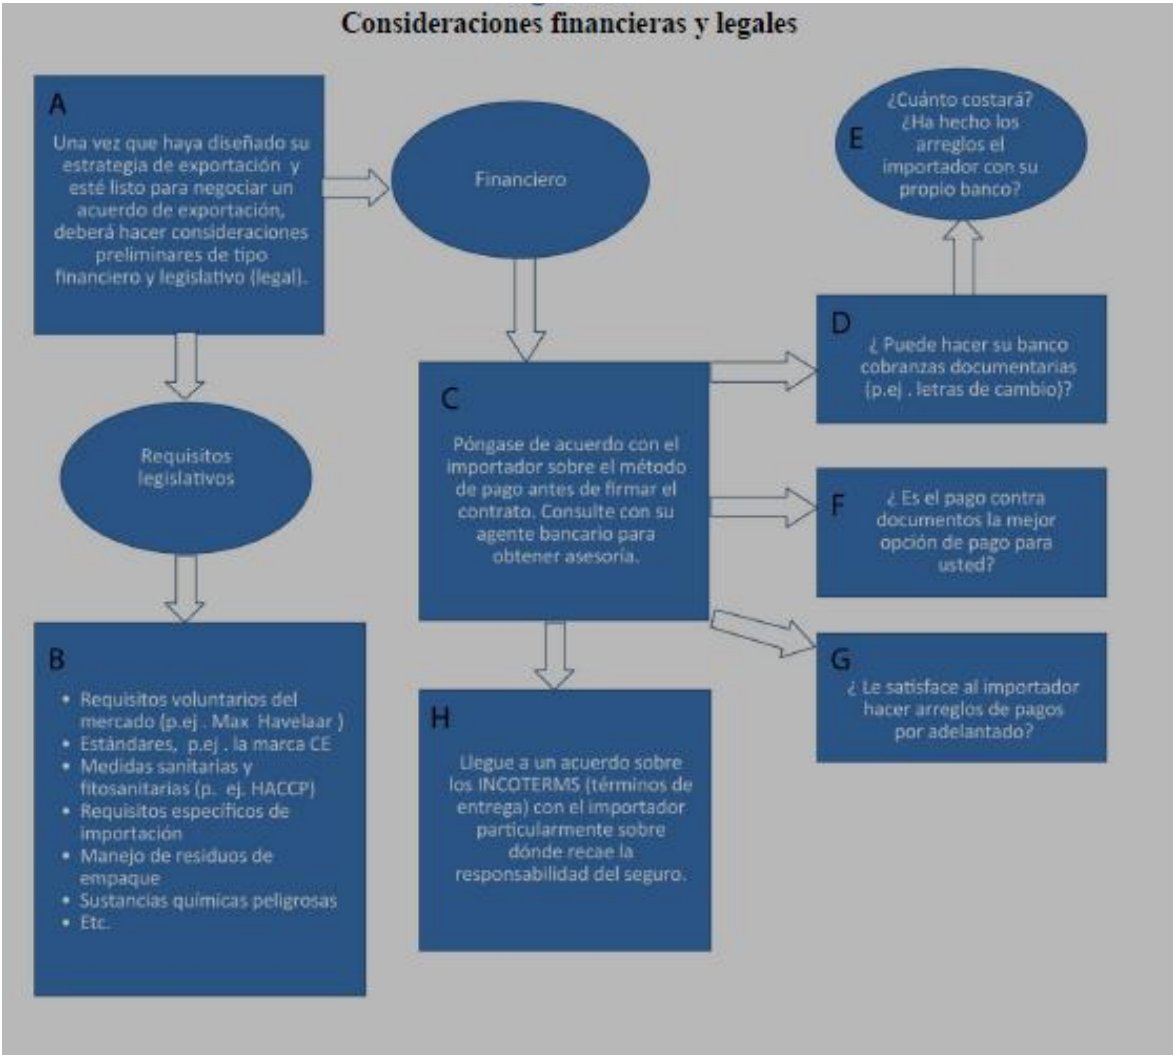 Consideraciones financieras y legales
A
Una vez que haya diseñado su
estrategia de exportación y
esté listo para negociar un
acuerdo de exportación,
deberá hacer consideraciones
preliminares de tipo
financiero y legislativo (legal).
Financiero
E
¿Cuánto costará?
¿Ha hecho los
arreglos el
importador con su
propio banco?
D
¿ Puede hacer su banco
cobranzas documentarias
(p.ej . letras de cambio)?
Requisitos
legislativos
C
Póngase de acuerdo con el
importador sobre el método
de pago antes de firmar el
contrato. Consulte con su
agente bancario para
obtener asesoría.
F
¿ Es el pago contra
documentos la mejor
opción de pago para
usted?
G
¿ Le satisface al importador
hacer arreglos de pagos
por adelantado?
B
• Requisitos voluntarios del
mercado (p.ej . Max Havelaar )
• Estándares, p.ej . la marca CE
• Medidas sanitarias y
fitosanitarias (p. ej. HACCP)
• Requisitos específicos de
importación
• Manejo de residuos de
empaque
• Sustancias químicas peligrosas
• Etc.
H
Llegue a un acuerdo sobre
los INCOTERMS (términos de
entrega) con el importador
particularmente sobre
dónde recae la
responsabilidad del seguro.